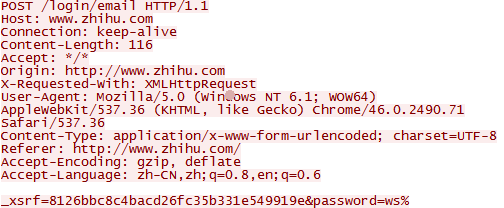 POST /login/email HTTP/1.1
Host: www.zhihu.com
Connection: keep-alive
Content-Length: 116
Accept: */*
Origin: http://www.zhihu.com
X-Requested-With: XMLHttpRequest
User-Agent: Mozilla/5.0 (Windows NT 6.1; WOW64)
AppleWebKit/537.36 (KHTML, like Gecko) Chrome/46.0.2490.71
Safari/537.36
Content-Type: application/x-www-form-urlencoded; charset=UTF-8
Referer: http://www.zhihu.com/
Accept-Encoding: gzip, deflate
Accept-Language: zh-CN,zh;q=0.8,en;q=0.6
_xsrf=8126bbc8c4bacd26fc35b331e549919e&password=ws%